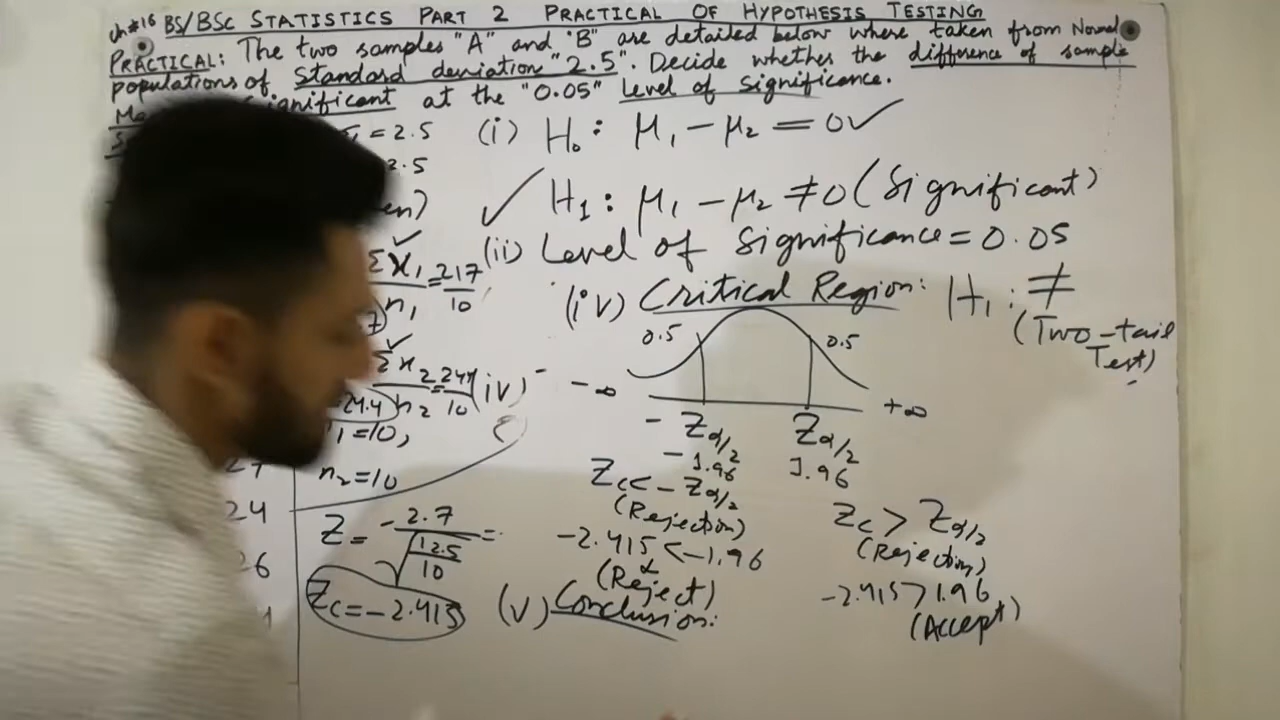 ch#16 BS/BSC STATISTICS PART 2 PRACTICAL OF HYPOTHESIS TESTING
PRACTICAL: The two samples "A" and "B" are detailed below where taken from Normal
populations of Standard deviation "2.5". Decide whether the difference of sample
significant at the "0.05" level of significance.
= 2.5
2.5
Σx₁
n₁
= 217
10
Σx₂
n₂
= 244
10
= 24.4
= 10,
n₂ = 10
27
24
26
Z = -2.7
√12.5
10
=
Zc = -2.415
(i) H₀: μ₁ - μ₂ = 0 ✓
✓ H₁: μ₁ - μ₂ ≠ 0 (Significant)
(ii) Level of Significance = 0.05
(iv) Critical Region: H₁: ≠
(Two-tail
Test)
0.5 0.5
(iv) -∞ +∞
-Zα/2 Zα/2
-1.96 1.96
Zc < -Zα/2
(Rejection)
-2.415 < -1.96
(Reject)
Zc > Zα/2
(Rejection)
-2.415 > 1.96
(Accept)
(v) Conclusion: